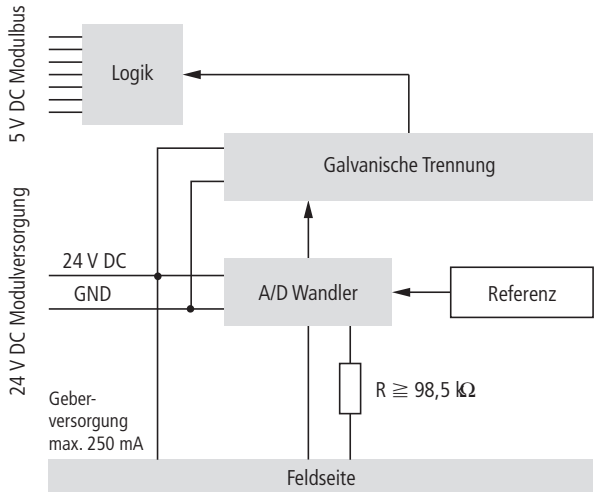 5 V DC Modulbus
Logik
Galvanische Trennung
24 V DC Modulversorgung
24 V DC
GND
A/D Wandler
Referenz
R ≧ 98,5 kΩ
Geber-
versorgung
max. 250 mA
Feldseite